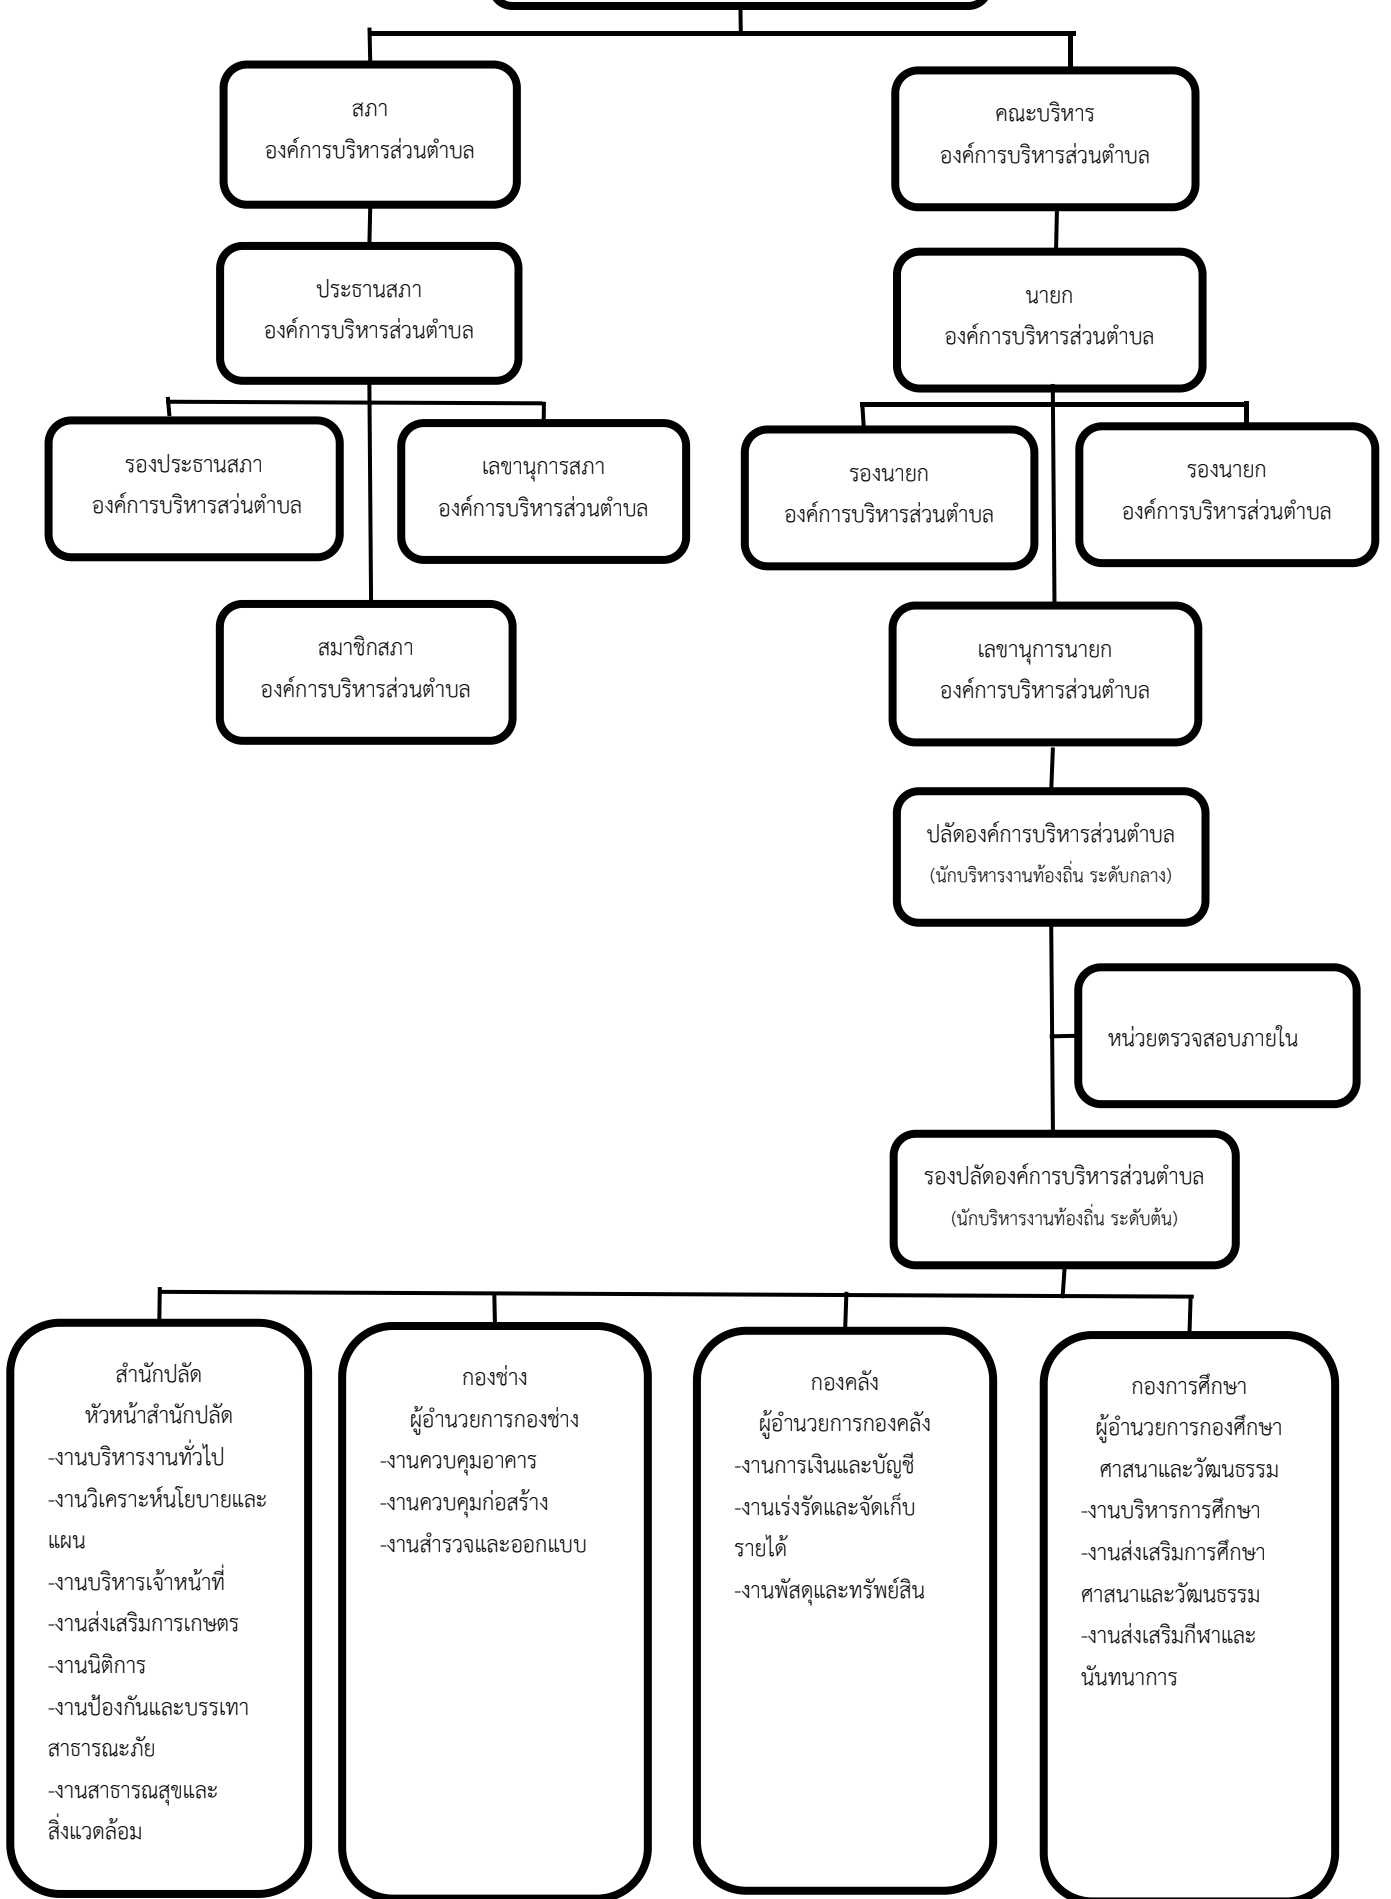 สภา
องค์การบริหารส่วนตำบล
คณะบริหาร
องค์การบริหารส่วนตำบล
ประธานสภา
องค์การบริหารส่วนตำบล
นายก
องค์การบริหารส่วนตำบล
รองประธานสภา
องค์การบริหารสว่นตำบล
เลขานุการสภา
องค์การบริหารส่วนตำบล
รองนายก
องค์การบริหารส่วนตำบล
รองนายก
องค์การบริหารส่วนตำบล
สมาชิกสภา
องค์การบริหารส่วนตำบล
เลขานุการนายก
องค์การบริหารส่วนตำบล
ปลัดองค์การบริหารส่วนตำบล
(นักบริหารงานท้องถิ่น ระดับกลาง)
หน่วยตรวจสอบภายใน
รองปลัดองค์การบริหารส่วนตำบล
(นักบริหารงานท้องถิ่น ระดับต้น)
สำนักปลัด
หัวหน้าสำนักปลัด
-งานบริหารงานทั่วไป
-งานวิเคราะห์นโยบายและ
แผน
-งานบริหารเจ้าหน้าที่
-งานส่งเสริมการเกษตร
-งานนิติการ
-งานป้องกันและบรรเทา
สาธารณะภัย
-งานสาธารณสุขและ
สิ่งแวดล้อม
กองช่าง
ผู้อำนวยการกองช่าง
-งานควบคุมอาคาร
-งานควบคุมก่อสร้าง
-งานสำรวจและออกแบบ
กองคลัง
ผู้อำนวยการกองคลัง
-งานการเงินและบัญชี
-งานเร่งรัดและจัดเก็บ
รายได้
-งานพัสดุและทรัพย์สิน
กองการศึกษา
ผู้อำนวยการกองศึกษา
ศาสนาและวัฒนธรรม
-งานบริหารการศึกษา
-งานส่งเสริมการศึกษา
ศาสนาและวัฒนธรรม
-งานส่งเสริมกีฬาและ
นันทนาการ